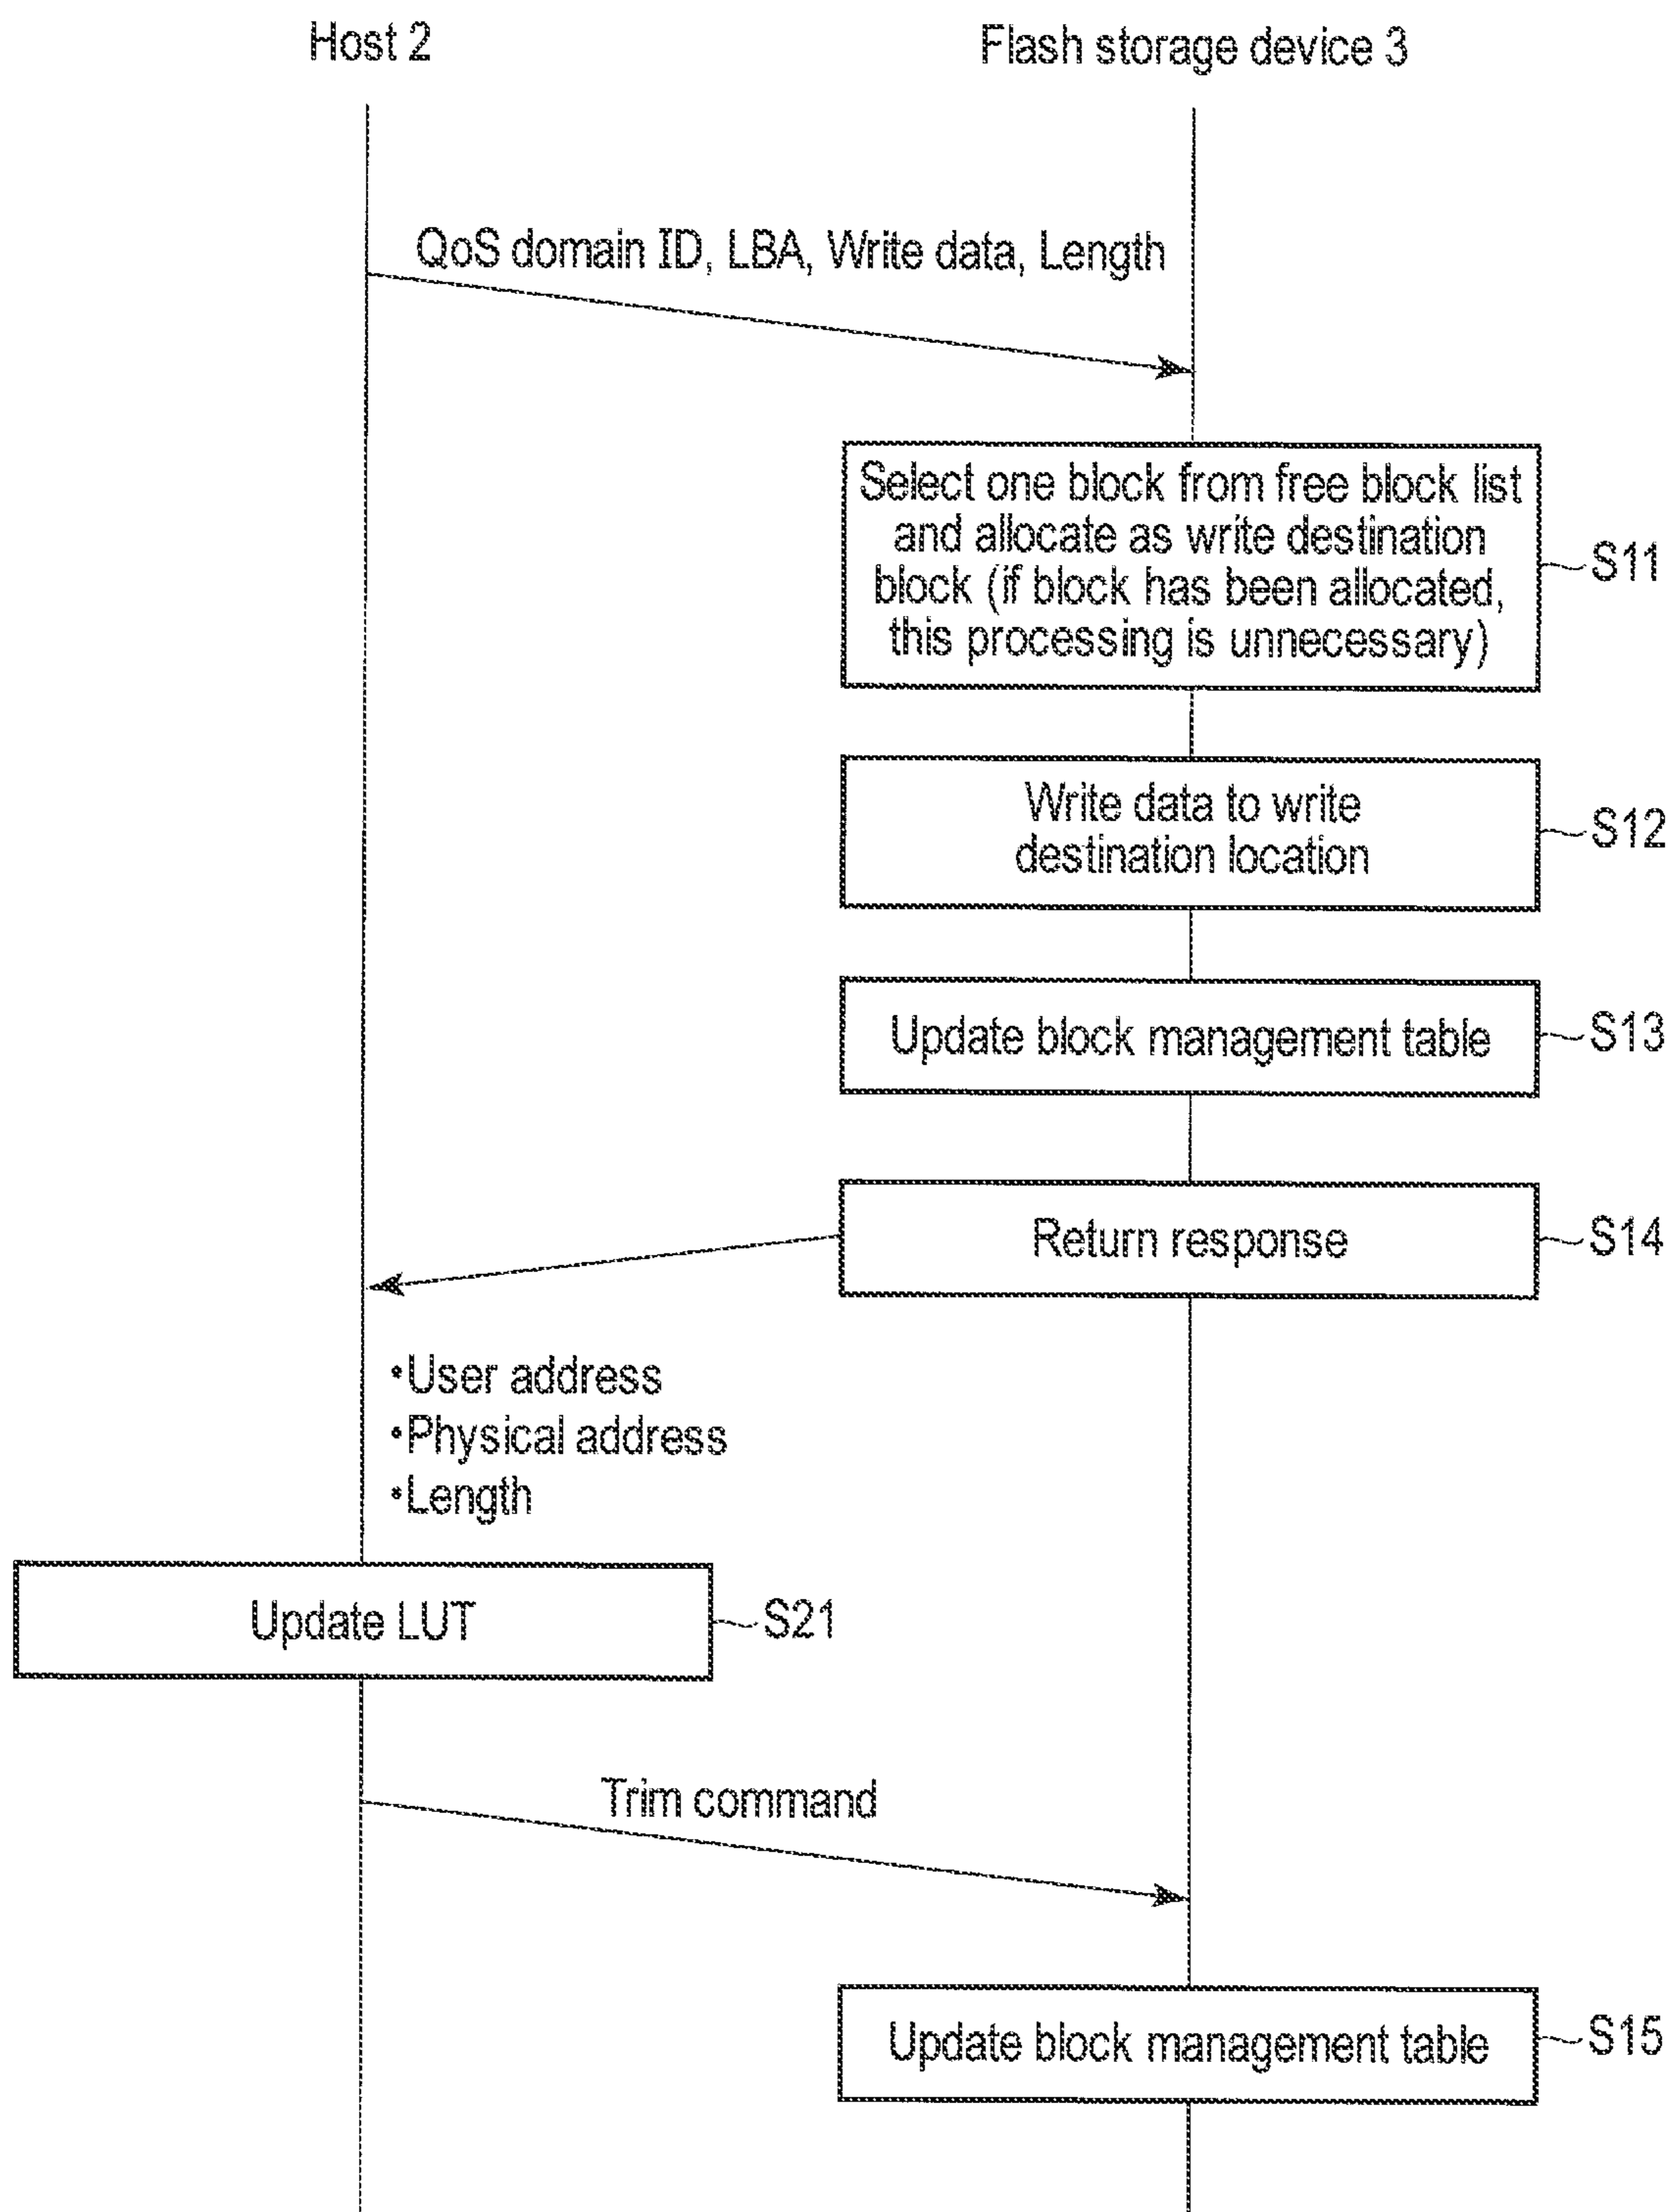 Host 2
Flash storage device 3
QoS domain ID, LBA, Write data, Length
Select one block from free block list
and allocate as write destination
block (if block has been allocated,
this processing is unnecessary)
S11
Write data to write
destination location
S12
Update block management table
S13
Return response
S14
•User address
•Physical address
•Length
Update LUT
S21
Trim command
Update block management table
S15